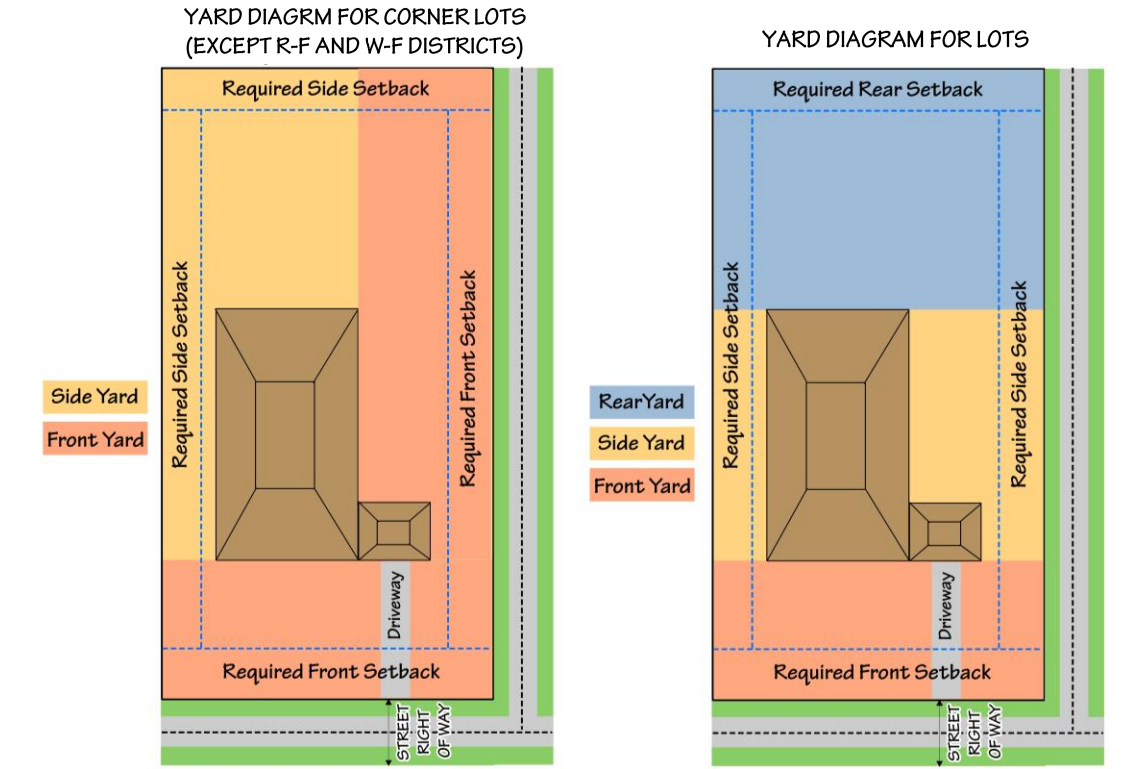 YARD DIAGRM FOR CORNER LOTS
(EXCEPT R-F AND W-F DISTRICTS)
Required Side Setback
Required Side Setback
Required Front Setback
Side Yard
Front Yard
Driveway
Required Front Setback
STREET
RIGHT
OF WAY
YARD DIAGRAM FOR LOTS
Required Rear Setback
Required Side Setback
Required Side Setback
RearYard
Side Yard
Front Yard
Driveway
Required Front Setback
STREET
RIGHT
OF WAY